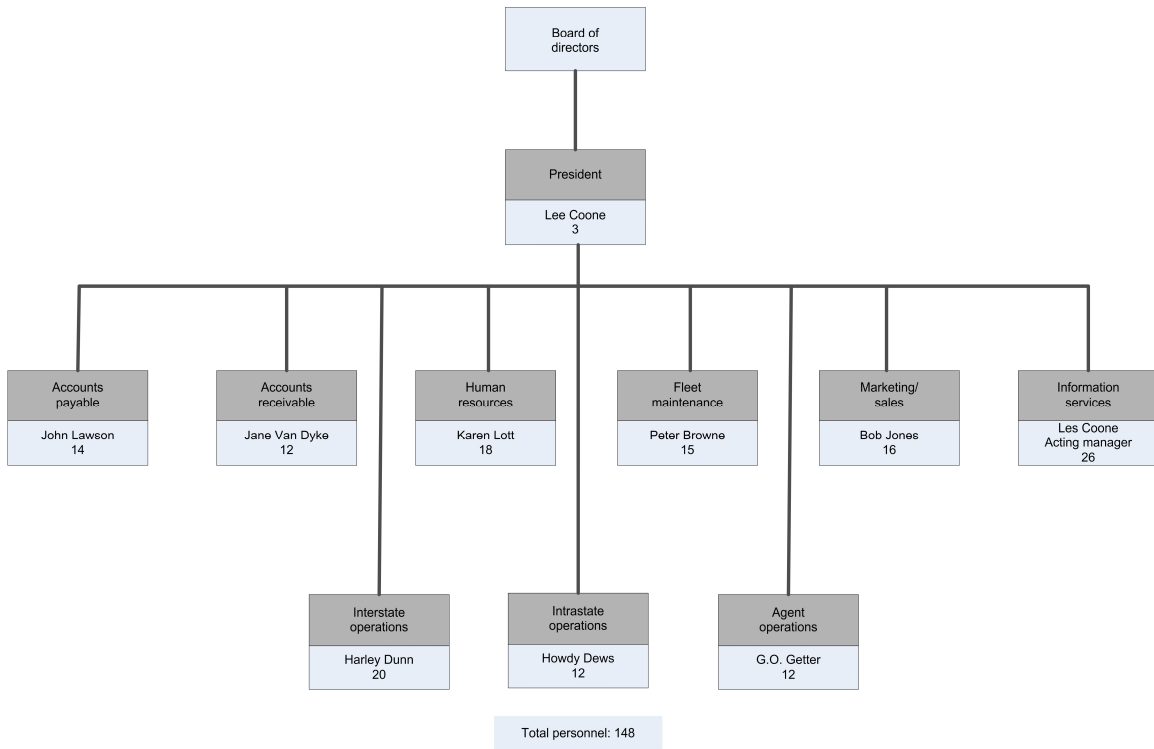 Board of
directors
President
Lee Coone
3
Accounts
payable
John Lawson
14
Accounts
receivable
Jane Van Dyke
12
Human
resources
Karen Lott
18
Fleet
maintenance
Peter Browne
15
Marketing/
sales
Bob Jones
16
Information
services
Les Coone
Acting manager
26
Interstate
operations
Harley Dunn
20
Intrastate
operations
Howdy Dews
12
Agent
operations
G.O. Getter
12
Total personnel: 148